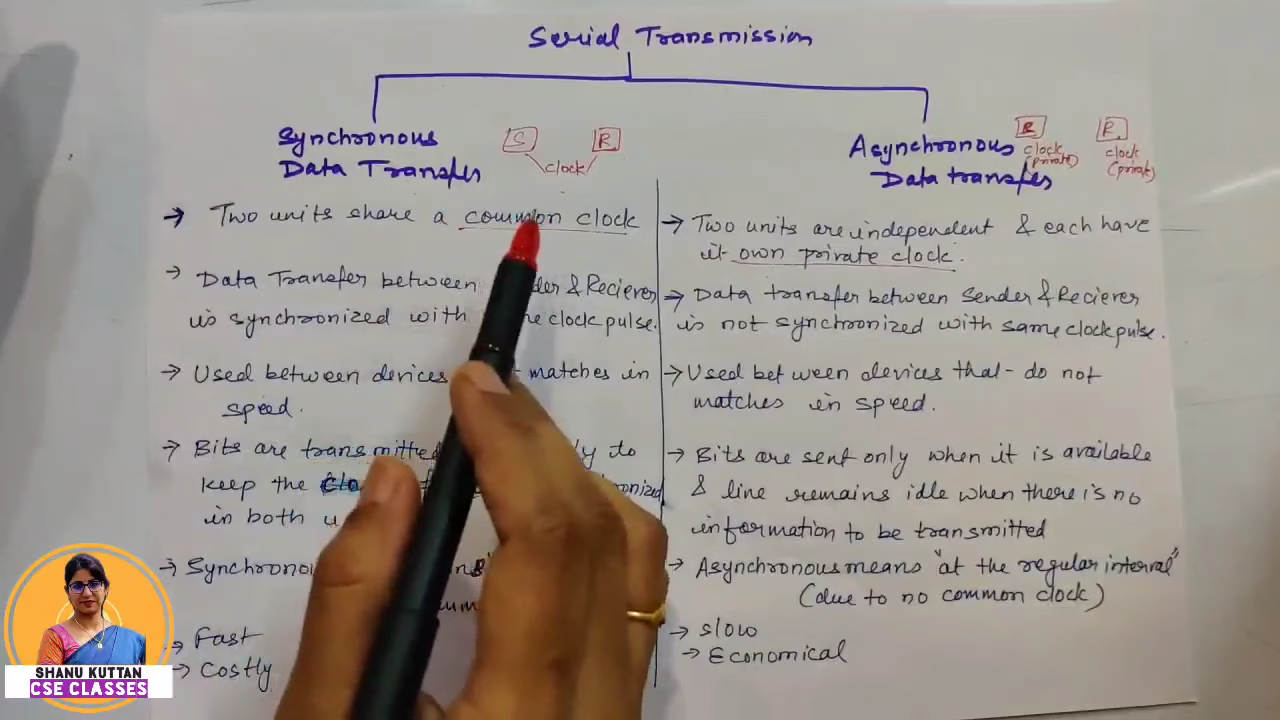 Serial Transmission
Synchronous
Data Transfer
S R
clock
→ Two units share a common clock
→ Data Transfer between der & Reciever
is synchronized with e clock pulse.
→ Used between devices matches in
speed.
→ Bits are transmitted ly to
keep the
in both
→ Synchrono
→ Fast
→ Costly
Asynchronous
Data transfer
R R
clock clock
(private) (private)
→ Two units are independent & each have
it own private clock.
→ Data transfer between Sender & Reciever
is not synchronized with same clock pulse.
→ Used between devices that do not
matches in speed.
→ Bits are sent only when it is available
& line remains idle when there is no
information to be transmitted
→ Asynchronous means "at the regular interval"
(due to no common clock)
→ Slow
→ Economical
SHANU KUTTAN
CSE CLASSES